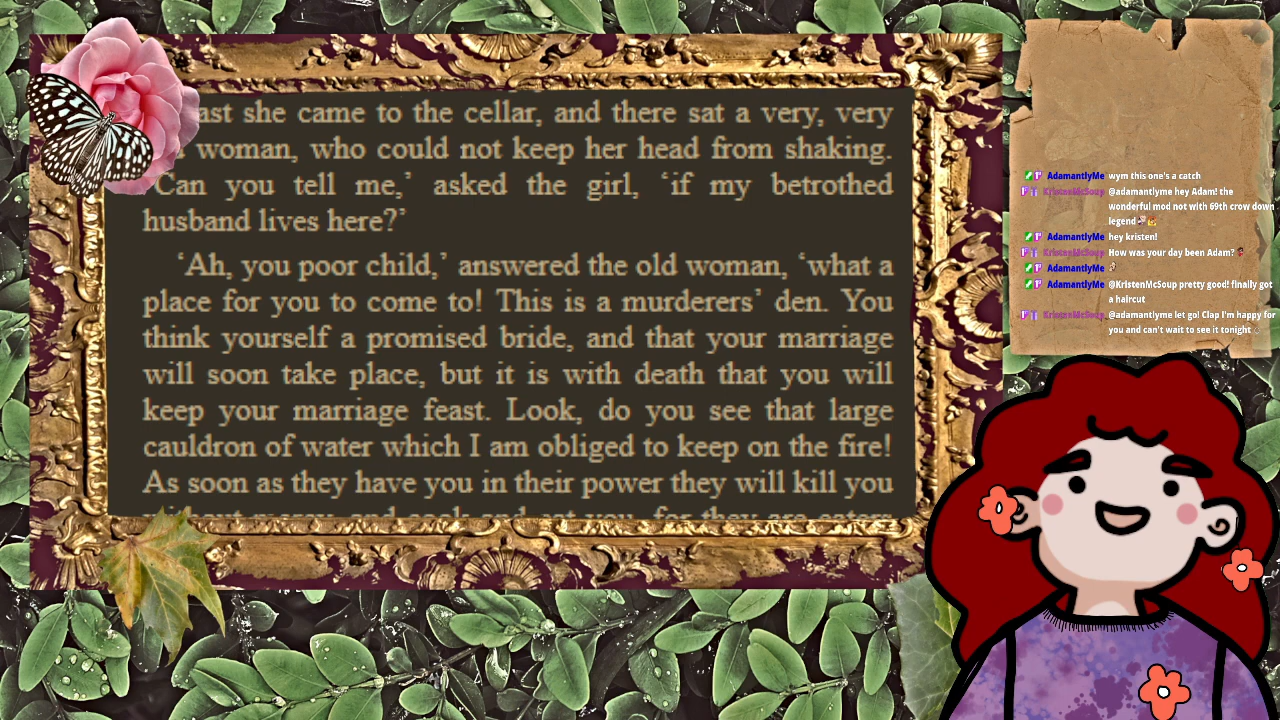 ast she came to the cellar, and there sat a very, very
woman, who could not keep her head from shaking.
‘Can you tell me,’ asked the girl, ‘if my betrothed
husband lives here?’
‘Ah, you poor child,’ answered the old woman, ‘what a
place for you to come to! This is a murderers’ den. You
think yourself a promised bride, and that your marriage
will soon take place, but it is with death that you will
keep your marriage feast. Look, do you see that large
cauldron of water which I am obliged to keep on the fire!
As soon as they have you in their power they will kill you
AdamantlyMe wym this one's a catch
KristenMcSoup @adamantlyme hey Adam! the
wonderful mod not with 69th crow down
legend
AdamantlyMe hey kristen!
KristenMcSoup How was your day been Adam?
AdamantlyMe
AdamantlyMe @KristenMcSoup pretty good! finally got
a haircut
KristenMcSoup @adamantlyme let go! Clap I'm happy for
you and can't wait to see it tonight